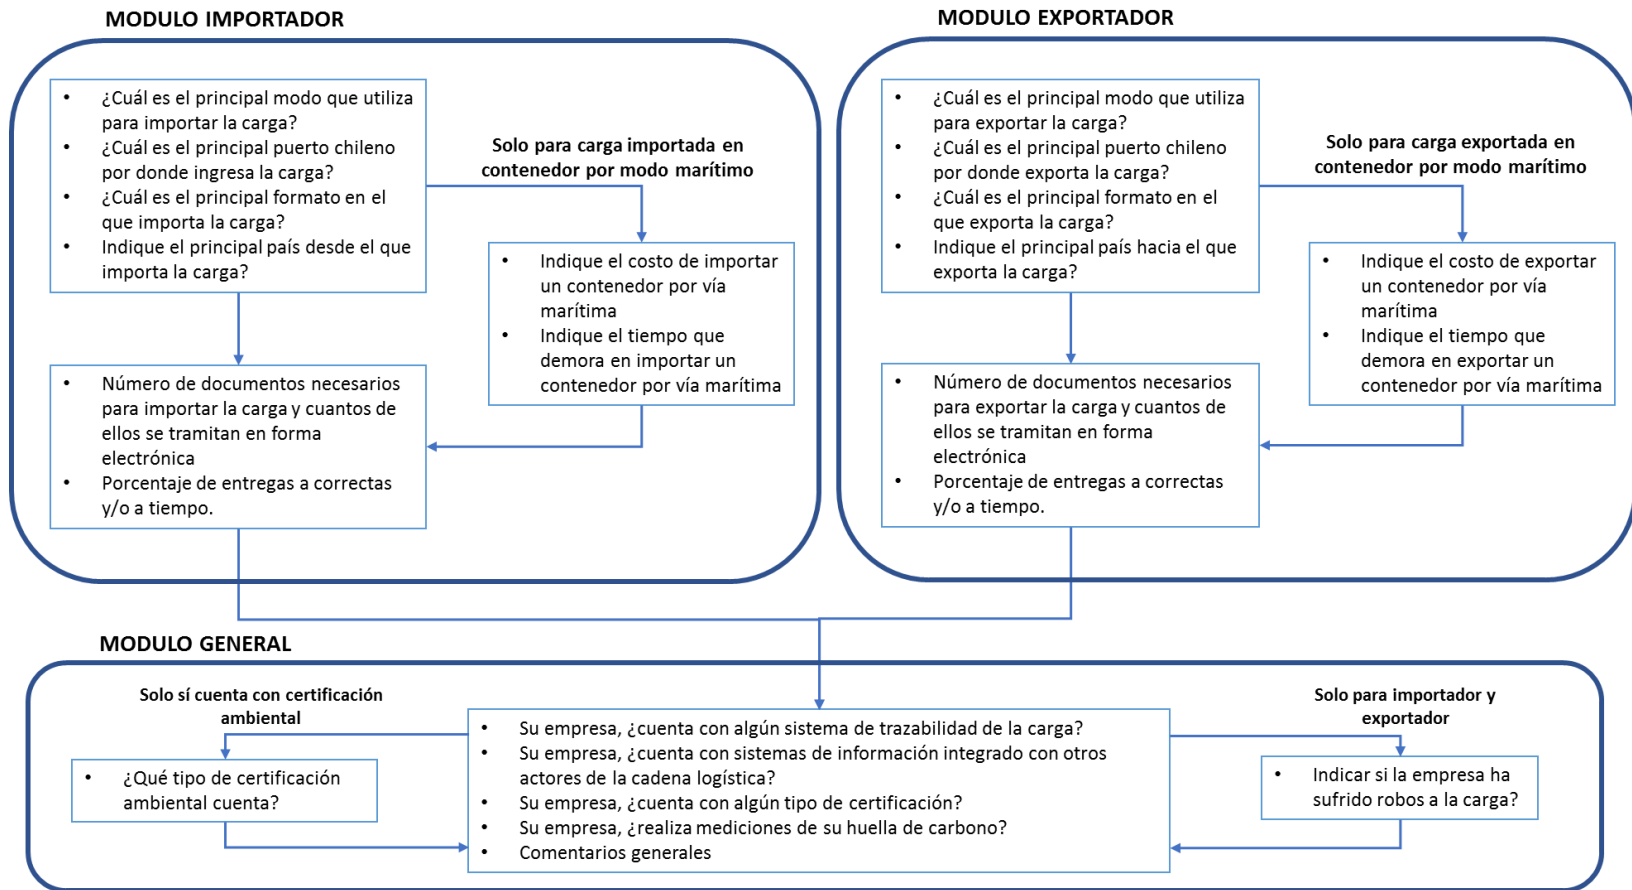 MODULO IMPORTADOR
• ¿Cuál es el principal modo que utiliza
para importar la carga?
• ¿Cuál es el principal puerto chileno
por donde ingresa la carga?
• ¿Cuál es el principal formato en el
que importa la carga?
• Indique el principal país desde el que
importa la carga?
Solo para carga importada en
contenedor por modo marítimo
• Indique el costo de importar
un contenedor por vía
marítima
• Indique el tiempo que
demora en importar un
contenedor por vía marítima
• Número de documentos necesarios
para importar la carga y cuantos de
ellos se tramitan en forma
electrónica
• Porcentaje de entregas a correctas
y/o a tiempo.
MODULO EXPORTADOR
• ¿Cuál es el principal modo que utiliza
para exportar la carga?
• ¿Cuál es el principal puerto chileno
por donde exporta la carga?
• ¿Cuál es el principal formato en el
que exporta la carga?
• Indique el principal país hacia el que
exporta la carga?
Solo para carga exportada en
contenedor por modo marítimo
• Indique el costo de exportar
un contenedor por vía
marítima
• Indique el tiempo que
demora en exportar un
contenedor por vía marítima
• Número de documentos necesarios
para exportar la carga y cuantos de
ellos se tramitan en forma
electrónica
• Porcentaje de entregas a correctas
y/o a tiempo.
MODULO GENERAL
Solo sí cuenta con certificación
ambiental
• ¿Qué tipo de certificación
ambiental cuenta?
• Su empresa, ¿cuenta con algún sistema de trazabilidad de la carga?
• Su empresa, ¿cuenta con sistemas de información integrado con otros
actores de la cadena logística?
• Su empresa, ¿cuenta con algún tipo de certificación?
• Su empresa, ¿realiza mediciones de su huella de carbono?
• Comentarios generales
Solo para importador y
exportador
• Indicar si la empresa ha
sufrido robos a la carga?